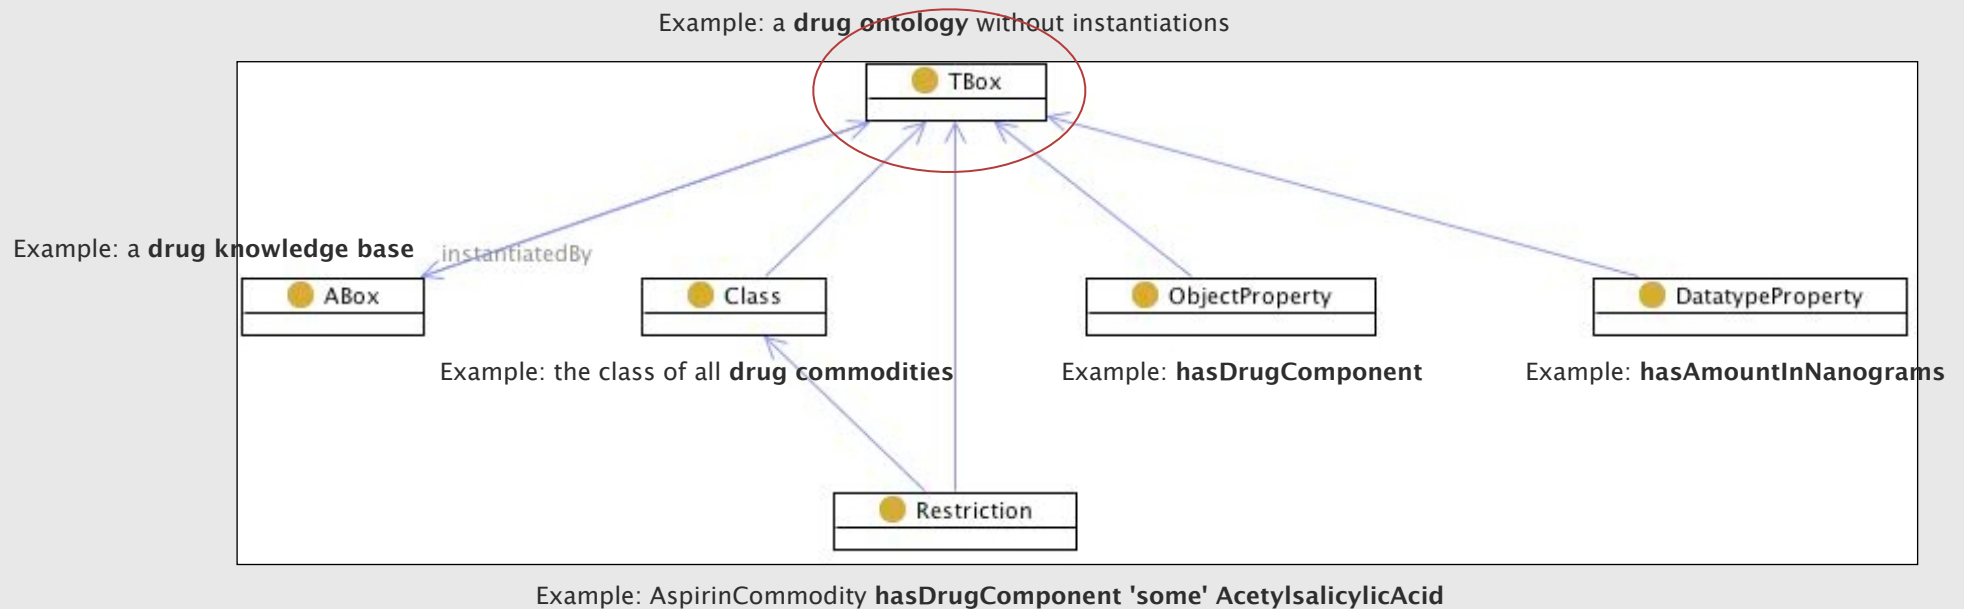 Example: a drug ontology without instantiations
TBox
Example: a drug knowledge base
instantiatedBy
ABox
Class
ObjectProperty
DatatypeProperty
Example: the class of all drug commodities
Example: hasDrugComponent
Example: hasAmountInNanograms
Restriction
Example: AspirinCommodity hasDrugComponent 'some' AcetylsalicylicAcid